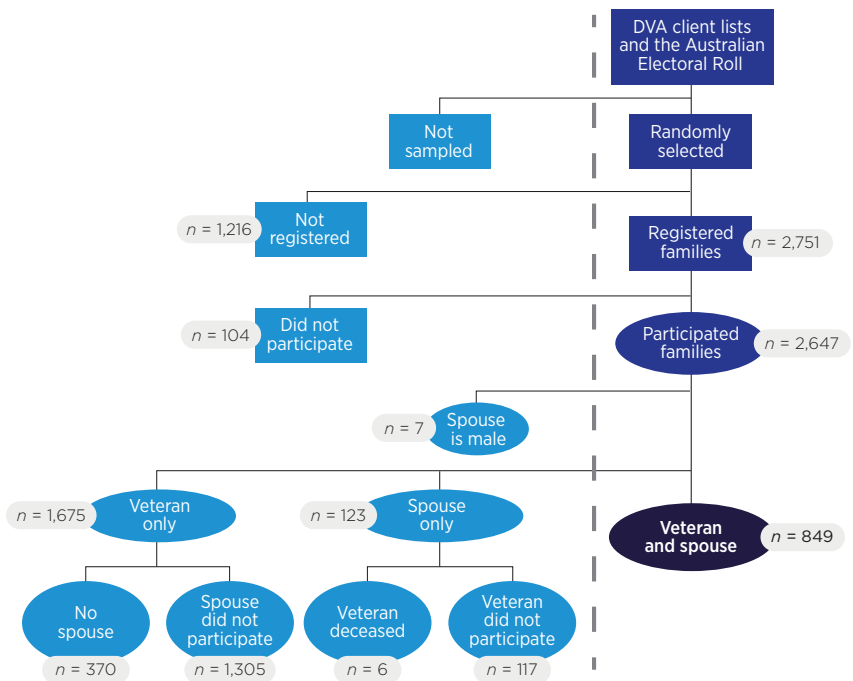 DVA client lists
and the Australian
Electoral Roll
Not
sampled
Randomly
selected
n = 1,216
Not
registered
Registered
families
n = 2,751
n = 104
Did not
participate
Participated
families
n = 2,647
n = 7
Spouse
is male
n = 1,675
Veteran
only
n = 123
Spouse
only
Veteran
and spouse
n = 849
No
spouse
n = 370
Spouse
did not
participate
n = 1,305
Veteran
deceased
n = 6
Veteran
did not
participate
n = 117